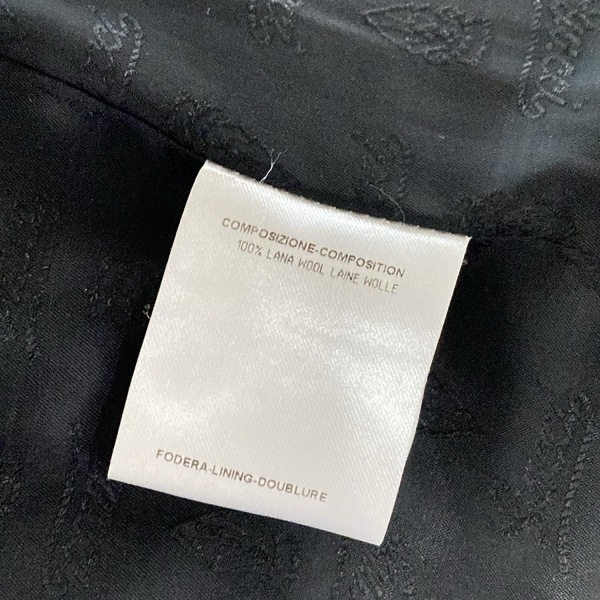 COMPOSIZIONE-COMPOSITION
100% LANA WOOL LAINE WOLLE
FODERA-LINING-DOUBLURE